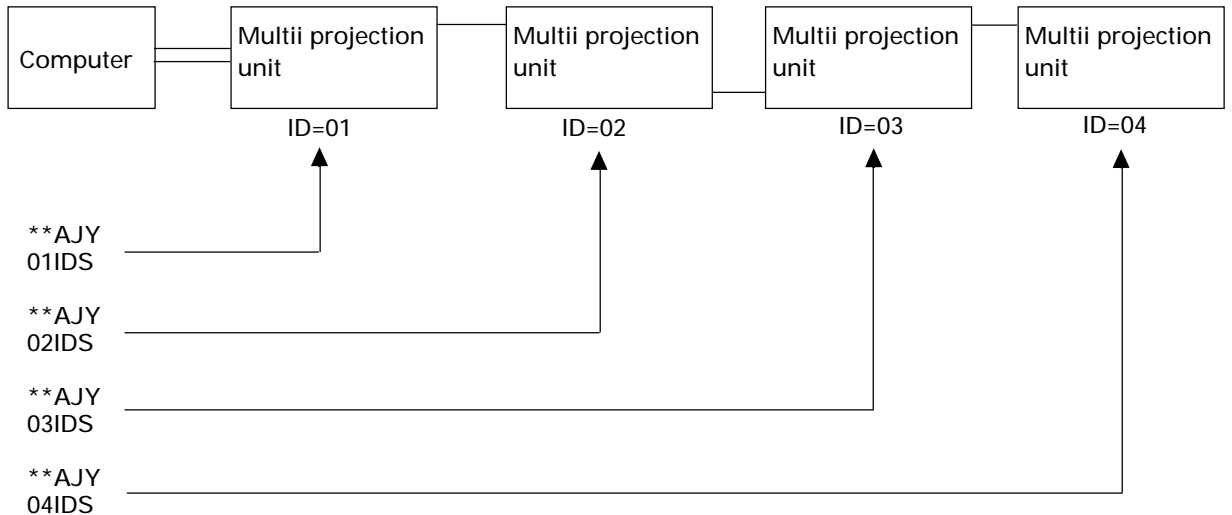 Computer
Multii projection
unit
Multii projection
unit
Multii projection
unit
Multii projection
unit
ID=01
ID=02
ID=03
ID=04
**AJY
01IDS
**AJY
02IDS
**AJY
03IDS
**AJY
04IDS